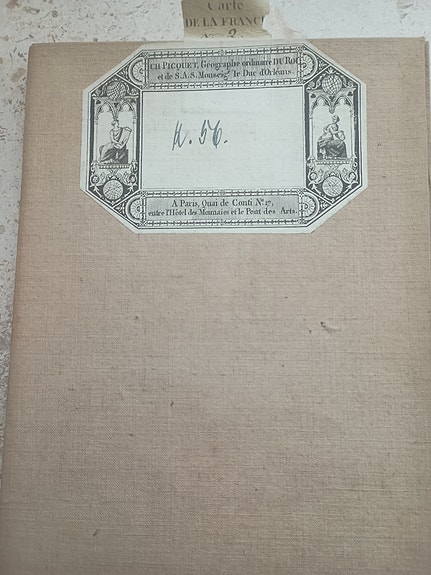 Carte
DE LA FRANCE
CH. PICQUET, Géographe ordinaire DU ROI
et de S.A.S. Monseigr. le Duc d'Orléans.
N. 56.
A Paris, Quai de Conti No. 17,
entre l'Hôtel des Monnaies et le Pont des Arts.